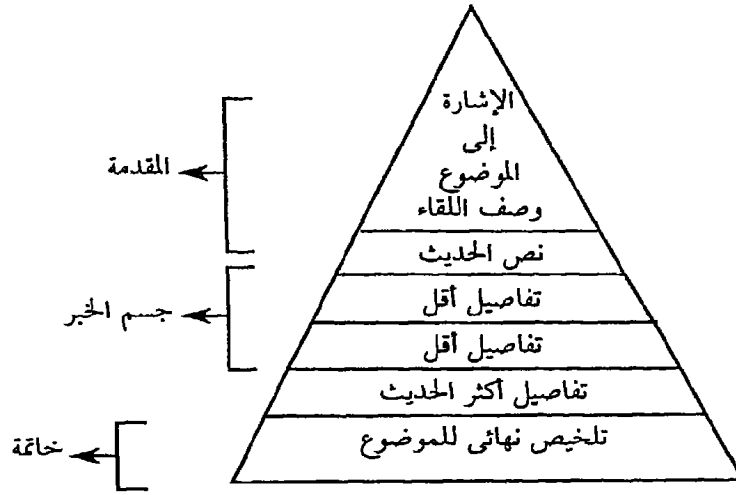 الإشارة
إلى
الموضوع
وصف اللقاء
المقدمة
نص الحديث
تفاصيل أقل
جسم الخبر
تفاصيل أقل
تفاصيل أكثر الحديث
تلخيص نهائى للموضوع
خاتمة